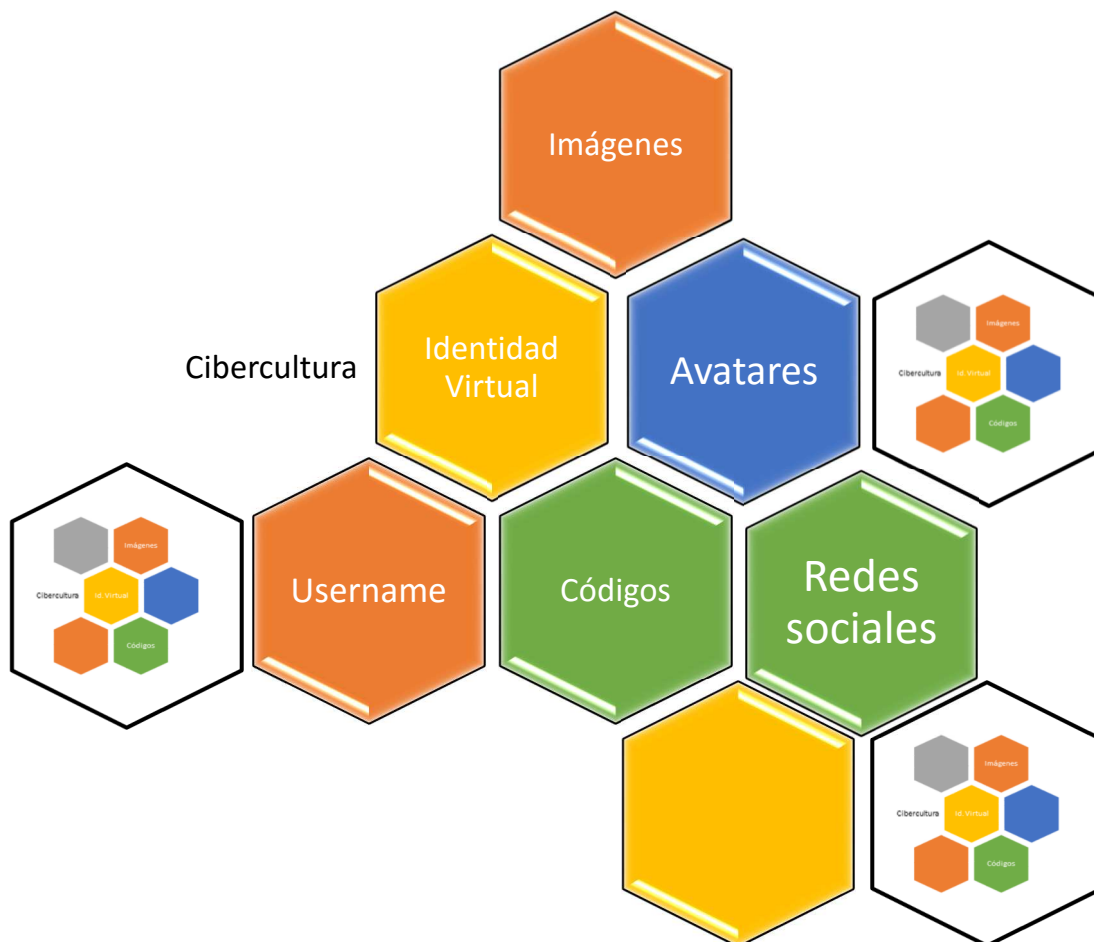 Imágenes
Identidad
Virtual
Cibercultura
Avatares
Imágenes
Cibercultura
Id. Virtual
Códigos
Imágenes
Cibercultura
Id. Virtual
Códigos
Username
Códigos
Redes
sociales
Imágenes
Cibercultura
Id. Virtual
Códigos